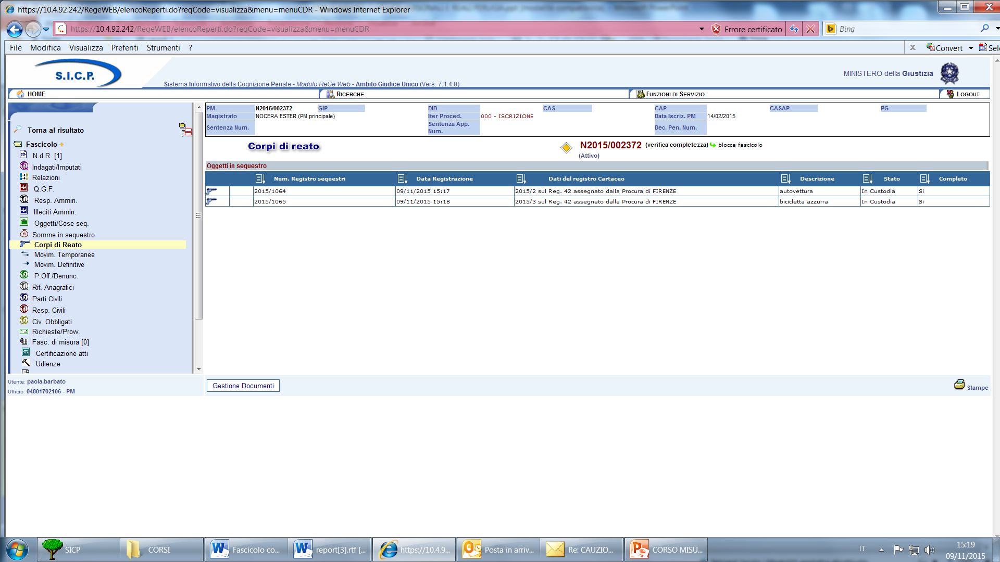 https://10.4.92.242/RegeWEB/elencoReperti.do?reqCode=visualizza&menu=menuCDR - Windows Internet Explorer
https://10.4.92.242/RegeWEB/elencoReperti.do?reqCode=visualizza&menu=menuCDR
Errore certificato
Bing
File Modifica Visualizza Preferiti Strumenti ?
x Convert Sele
S.I.C.P.
Sistema Informativo della Cognizione Penale - Modulo ReGe Web - Ambito Giudice Unico (Vers. 7.1.4.0)
MINISTERO della Giustizia
HOME RICERCHE FUNZIONI DI SERVIZIO LOGOUT
PM N2015/002372 GIP DIB CAS CAP CASAP PG
Magistrato NOCERA ESTER (PM principale) Iter Proced. 000 - ISCRIZIONE Data Iscriz. PM 14/02/2015
Sentenza Num. Sentenza App. Num. Dec. Pen. Num.
Torna al risultato
Fascicolo
N.d.R. [1]
Indagati/Imputati
Relazioni
Q.G.F.
Resp. Ammin.
Illeciti Ammin.
Oggetti/Cose seq.
Somme in sequestro
Corpi di Reato
Movim. Temporanee
Movim. Definitive
P.Off./Denunc.
Rif. Anagrafici
Parti Civili
Resp. Civili
Civ. Obbligati
Richieste/Provv.
Fasc. di misura [0]
Certificazione atti
Udienze
Corpi di reato
N2015/002372 (verifica completezza) blocca fascicolo
(Attivo)
Oggetti in sequestro
Num. Registro sequestri Data Registrazione Dati del registro Cartaceo Descrizione Stato Completo
2015/1064 09/11/2015 15:17 2015/2 sul Reg. 42 assegnato dalla Procura di FIRENZE autovettura In Custodia Si
2015/1065 09/11/2015 15:18 2015/3 sul Reg. 42 assegnato dalla Procura di FIRENZE bicicletta azzurra In Custodia Si
Utente: paola.barbato
Ufficio: 04801702106 - PM
Gestione Documenti
Stampe
SICP
CORSI
Fascicolo co...
report[3].rtf [...
https://10.4.9...
Posta in arriv...
Re: CAUZIO...
CORSO MISU...
IT
15:19
09/11/2015